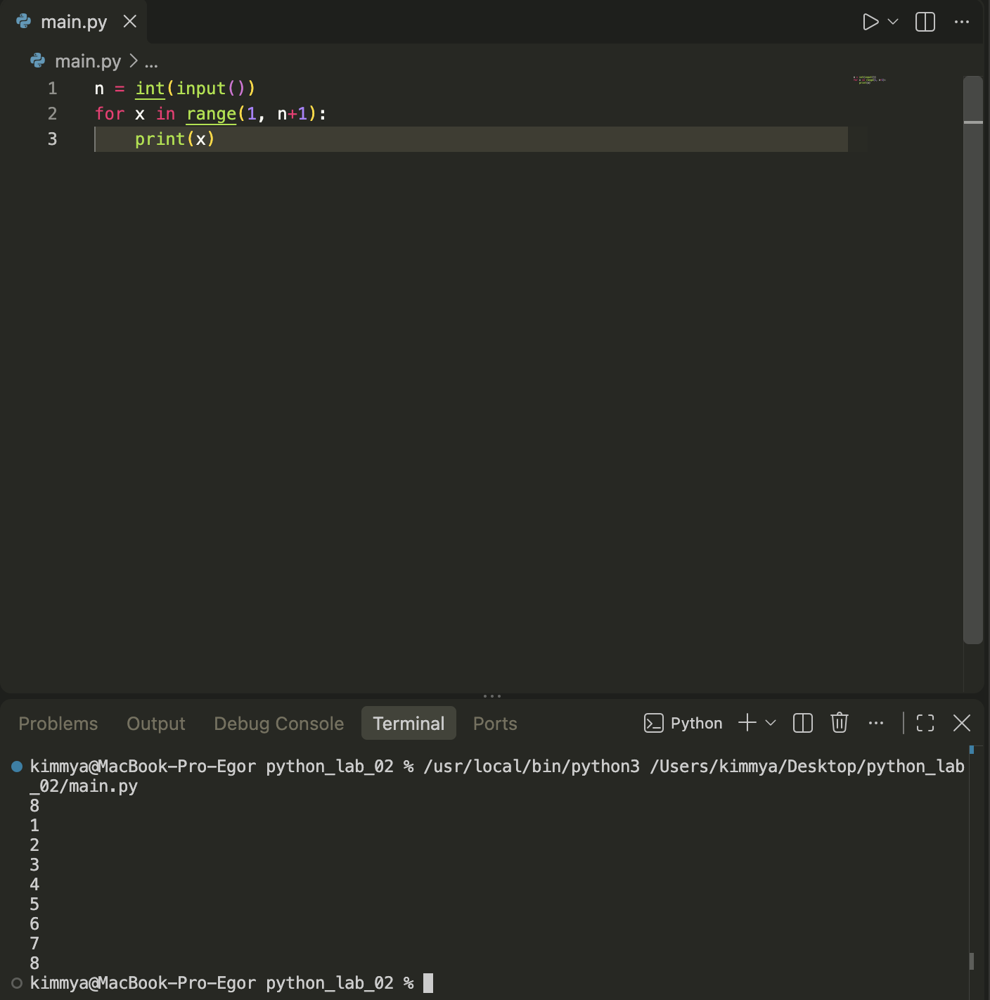 main.py
main.py > ...
1 n = int(input())
2 for x in range(1, n+1):
3     print(x)
Problems Output Debug Console Terminal Ports Python
kimmya@MacBook-Pro-Egor python_lab_02 % /usr/local/bin/python3 /Users/kimmya/Desktop/python_lab
_02/main.py
8
1
2
3
4
5
6
7
8
kimmya@MacBook-Pro-Egor python_lab_02 %